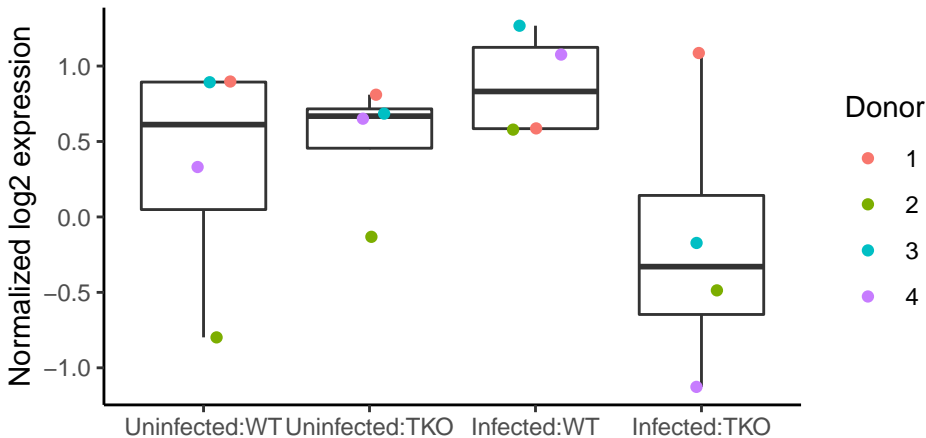 Normalized log2 expression
1.0
0.5
0.0
−0.5
−1.0
Uninfected:WT
Uninfected:TKO
Infected:WT
Infected:TKO
Donor
1
2
3
4